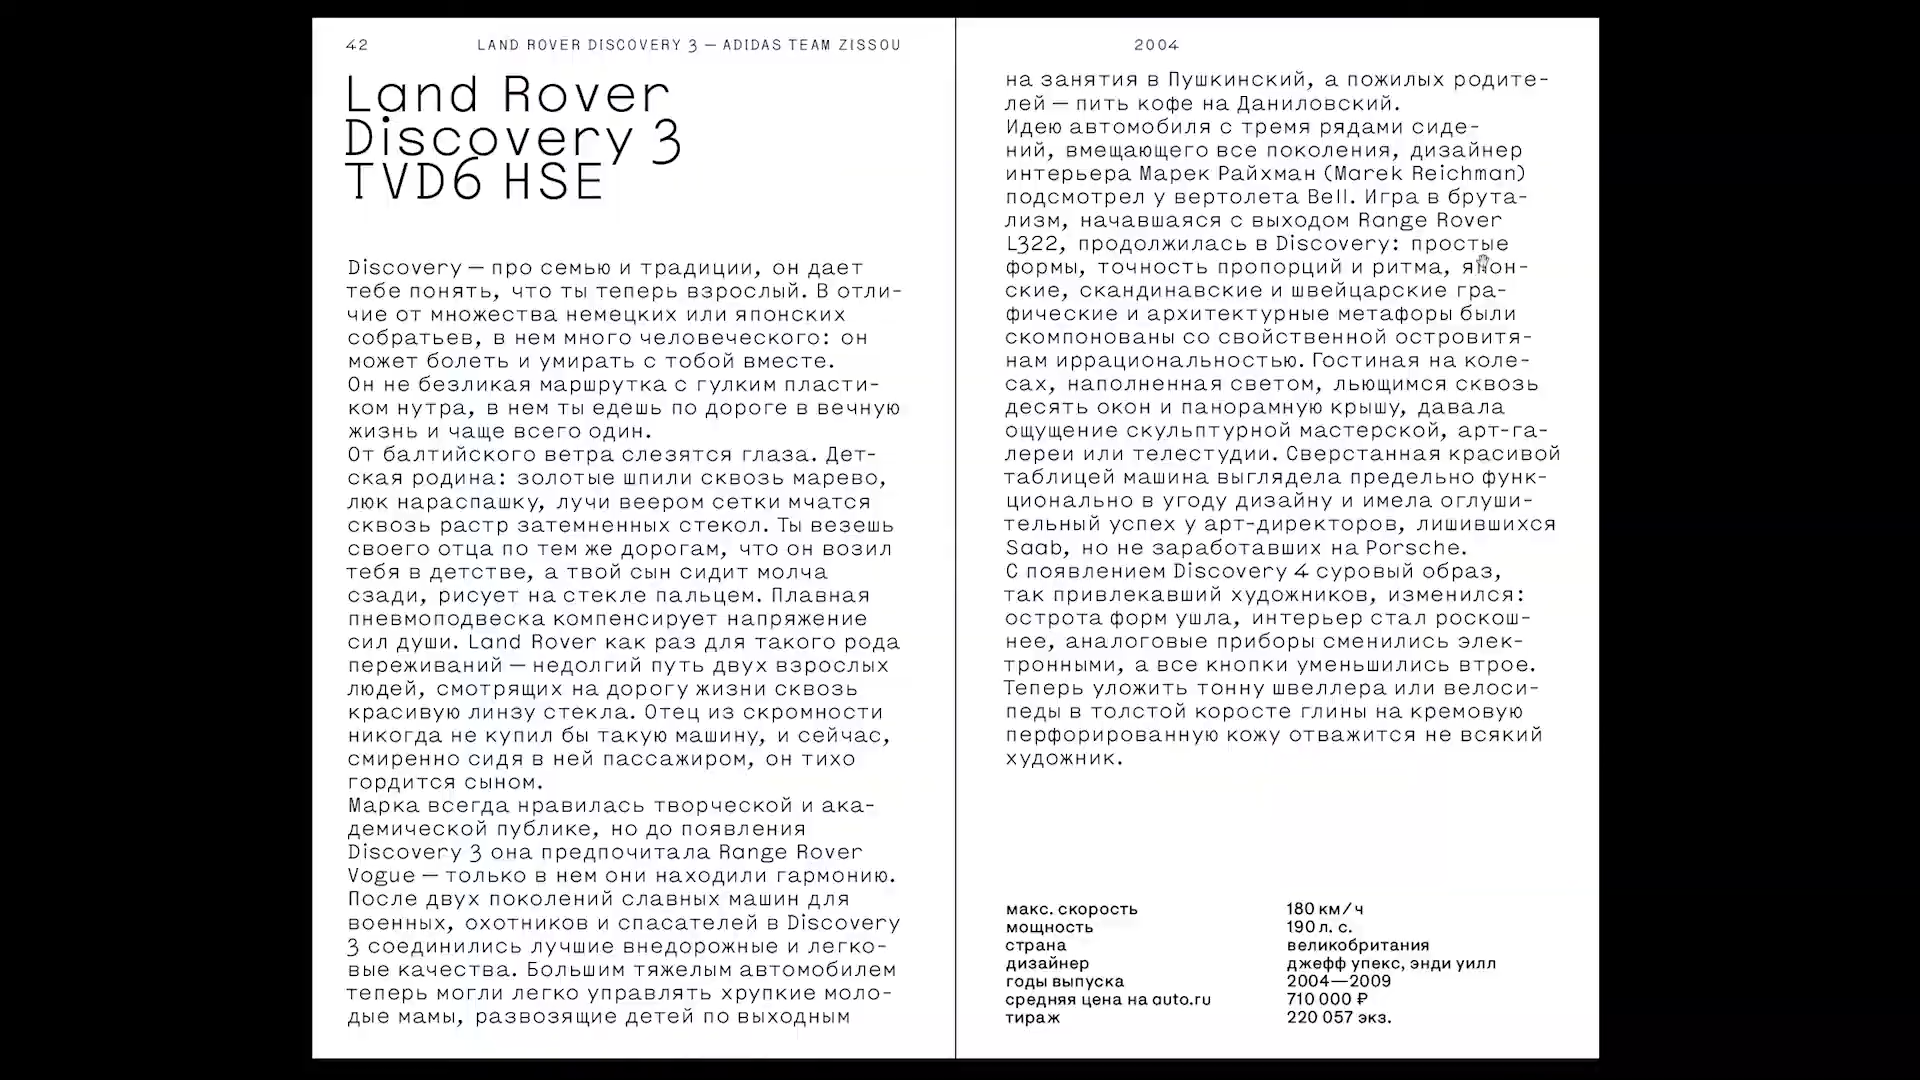 42
LAND ROVER DISCOVERY 3 — ADIDAS TEAM ZISSOU
Land Rover
Discovery 3
TVD6 HSE
Discovery — про семью и традиции, он дает
тебе понять, что ты теперь взрослый. В отли-
чие от множества немецких или японских
собратьев, в нем много человеческого: он
может болеть и умирать с тобой вместе.
Он не безликая маршрутка с гулким пласти-
ком нутра, в нем ты едешь по дороге в вечную
жизнь и чаще всего один.
От балтийского ветра слезятся глаза. Дет-
ская родина: золотые шпили сквозь марево,
люк нараспашку, лучи веером сетки мчатся
сквозь растр затемненных стекол. Ты везешь
своего отца по тем же дорогам, что он возил
тебя в детстве, а твой сын сидит молча
сзади, рисует на стекле пальцем. Плавная
пневмоподвеска компенсирует напряжение
сил души. Land Rover как раз для такого рода
переживаний — недолгий путь двух взрослых
людей, смотрящих на дорогу жизни сквозь
красивую линзу стекла. Отец из скромности
никогда не купил бы такую машину, и сейчас,
смиренно сидя в ней пассажиром, он тихо
гордится сыном.
Марка всегда нравилась творческой и ака-
демической публике, но до появления
Discovery 3 она предпочитала Range Rover
Vogue — только в нем они находили гармонию.
После двух поколений славных машин для
военных, охотников и спасателей в Discovery
3 соединились лучшие внедорожные и легко-
вые качества. Большим тяжелым автомобилем
теперь могли легко управлять хрупкие моло-
дые мамы, развозящие детей по выходным
2004
на занятия в Пушкинский, а пожилых родите-
лей — пить кофе на Даниловский.
Идею автомобиля с тремя рядами сиде-
ний, вмещающего все поколения, дизайнер
интерьера Марек Райхман (Marek Reichman)
подсмотрел у вертолета Bell. Игра в брута-
лизм, начавшаяся с выходом Range Rover
L322, продолжилась в Discovery: простые
формы, точность пропорций и ритма, япон-
ские, скандинавские и швейцарские гра-
фические и архитектурные метафоры были
скомпонованы со свойственной островитя-
нам иррациональностью. Гостиная на коле-
сах, наполненная светом, льющимся сквозь
десять окон и панорамную крышу, давала
ощущение скульптурной мастерской, арт-га-
лереи или телестудии. Сверстанная красивой
таблицей машина выглядела предельно функ-
ционально в угоду дизайну и имела оглуши-
тельный успех у арт-директоров, лишившихся
Saab, но не заработавших на Porsche.
С появлением Discovery 4 суровый образ,
так привлекавший художников, изменился:
острота форм ушла, интерьер стал роскош-
нее, аналоговые приборы сменились элек-
тронными, а все кнопки уменьшились втрое.
Теперь уложить тонну швеллера или велоси-
педы в толстой коросте глины на кремовую
перфорированную кожу отважится не всякий
художник.
макс. скорость 180 км/ч
мощность 190 л. с.
страна великобритания
дизайнер джефф упекс, энди уилл
годы выпуска 2004—2009
средняя цена на auto.ru 710 000 ₽
тираж 220 057 экз.